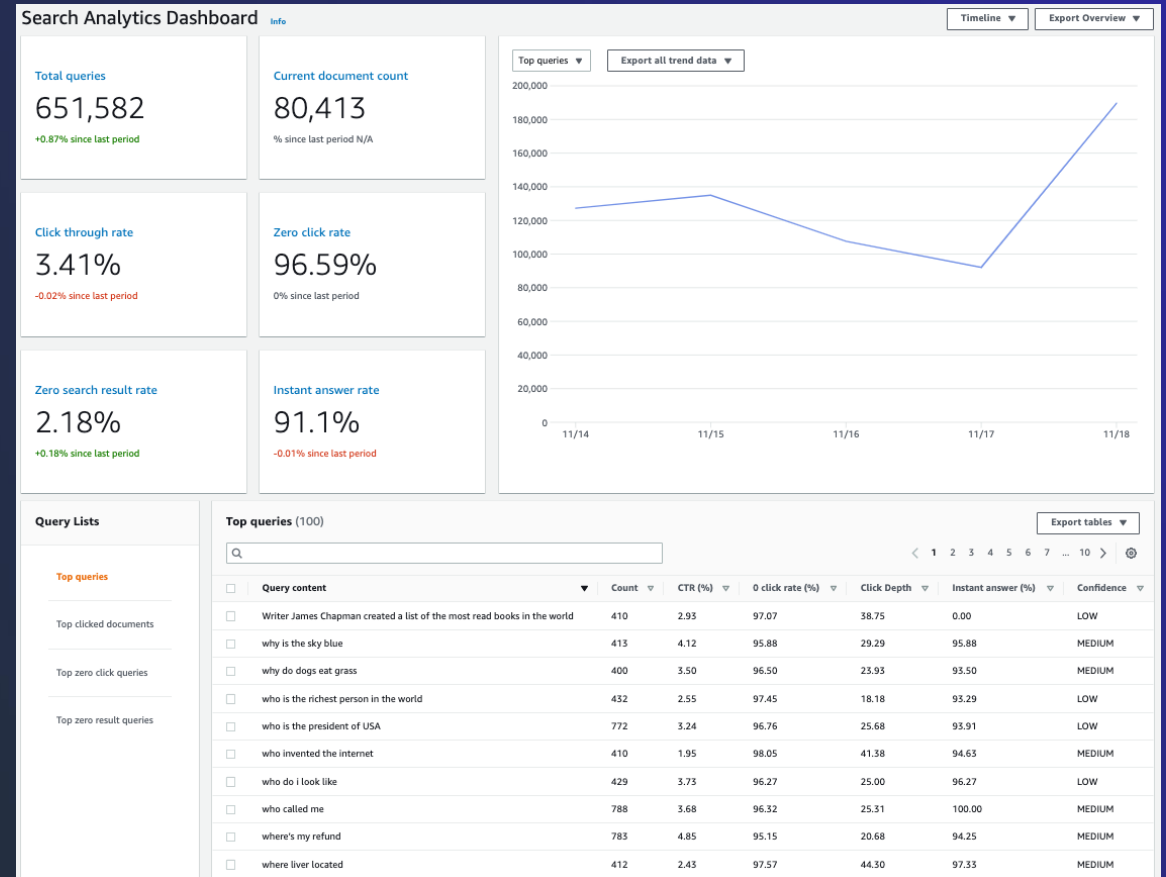 Search Analytics Dashboard Info
Timeline ▼ Export Overview ▼
Total queries
651,582
+0.87% since last period
Current document count
80,413
% since last period N/A
Click through rate
3.41%
-0.02% since last period
Zero click rate
96.59%
0% since last period
Zero search result rate
2.18%
+0.18% since last period
Instant answer rate
91.1%
-0.01% since last period
Top queries ▼ Export all trend data ▼
200,000
180,000
160,000
140,000
120,000
100,000
80,000
60,000
40,000
20,000
0
11/14 11/15 11/16 11/17 11/18
Query Lists
Top queries
Top clicked documents
Top zero click queries
Top zero result queries
Top queries (100)
Export tables ▼
< 1 2 3 4 5 6 7 ... 10 >
Query content Count CTR (%) 0 click rate (%) Click Depth Instant answer (%) Confidence
Writer James Chapman created a list of the most read books in the world 410 2.93 97.07 38.75 0.00 LOW
why is the sky blue 413 4.12 95.88 29.29 95.88 MEDIUM
why do dogs eat grass 400 3.50 96.50 23.93 93.50 MEDIUM
who is the richest person in the world 432 2.55 97.45 18.18 93.29 LOW
who is the president of USA 772 3.24 96.76 25.68 93.91 LOW
who invented the internet 410 1.95 98.05 41.38 94.63 MEDIUM
who do i look like 429 3.73 96.27 25.00 96.27 LOW
who called me 788 3.68 96.32 25.31 100.00 MEDIUM
where's my refund 783 4.85 95.15 20.68 94.25 MEDIUM
where liver located 412 2.43 97.57 44.30 97.33 MEDIUM